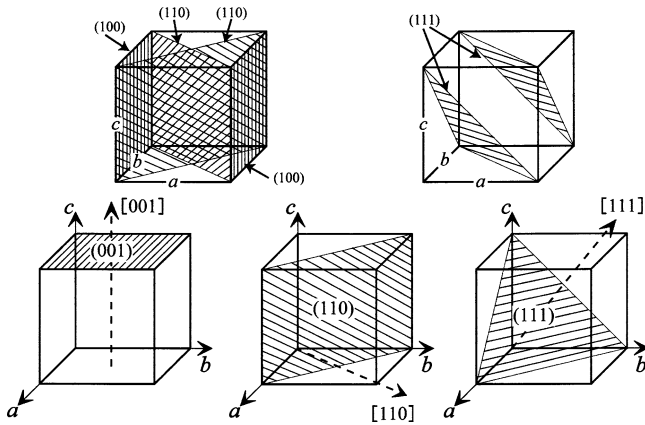 (110) (110)
(100) (111)
c
b
a
(100)
c
b
a
c [001]
(001)
b
a
c
(110)
b
a
[110]
c [111]
(111)
b
a